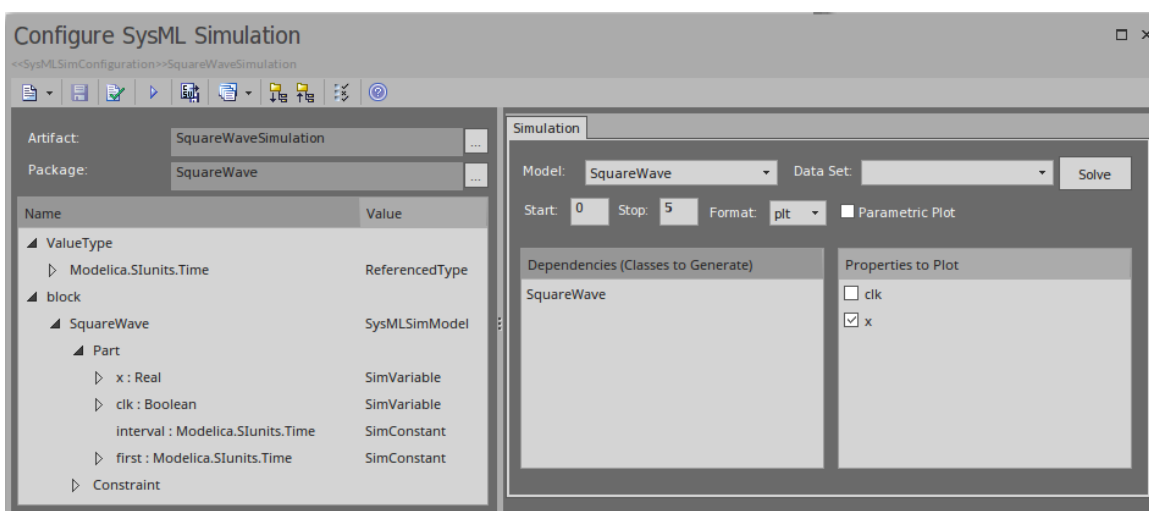 Configure SysML Simulation
<<SysMLSimConfiguration>>SquareWaveSimulation
Artifact: SquareWaveSimulation ...
Package: SquareWave ...
Name Value
ValueType
Modelica.SIunits.Time ReferencedType
block
SquareWave SysMLSimModel
Part
x : Real SimVariable
clk : Boolean SimVariable
interval : Modelica.SIunits.Time SimConstant
first : Modelica.SIunits.Time SimConstant
Constraint
Simulation
Model: SquareWave Data Set: Solve
Start: 0 Stop: 5 Format: plt Parametric Plot
Dependencies (Classes to Generate) Properties to Plot
SquareWave clk
x